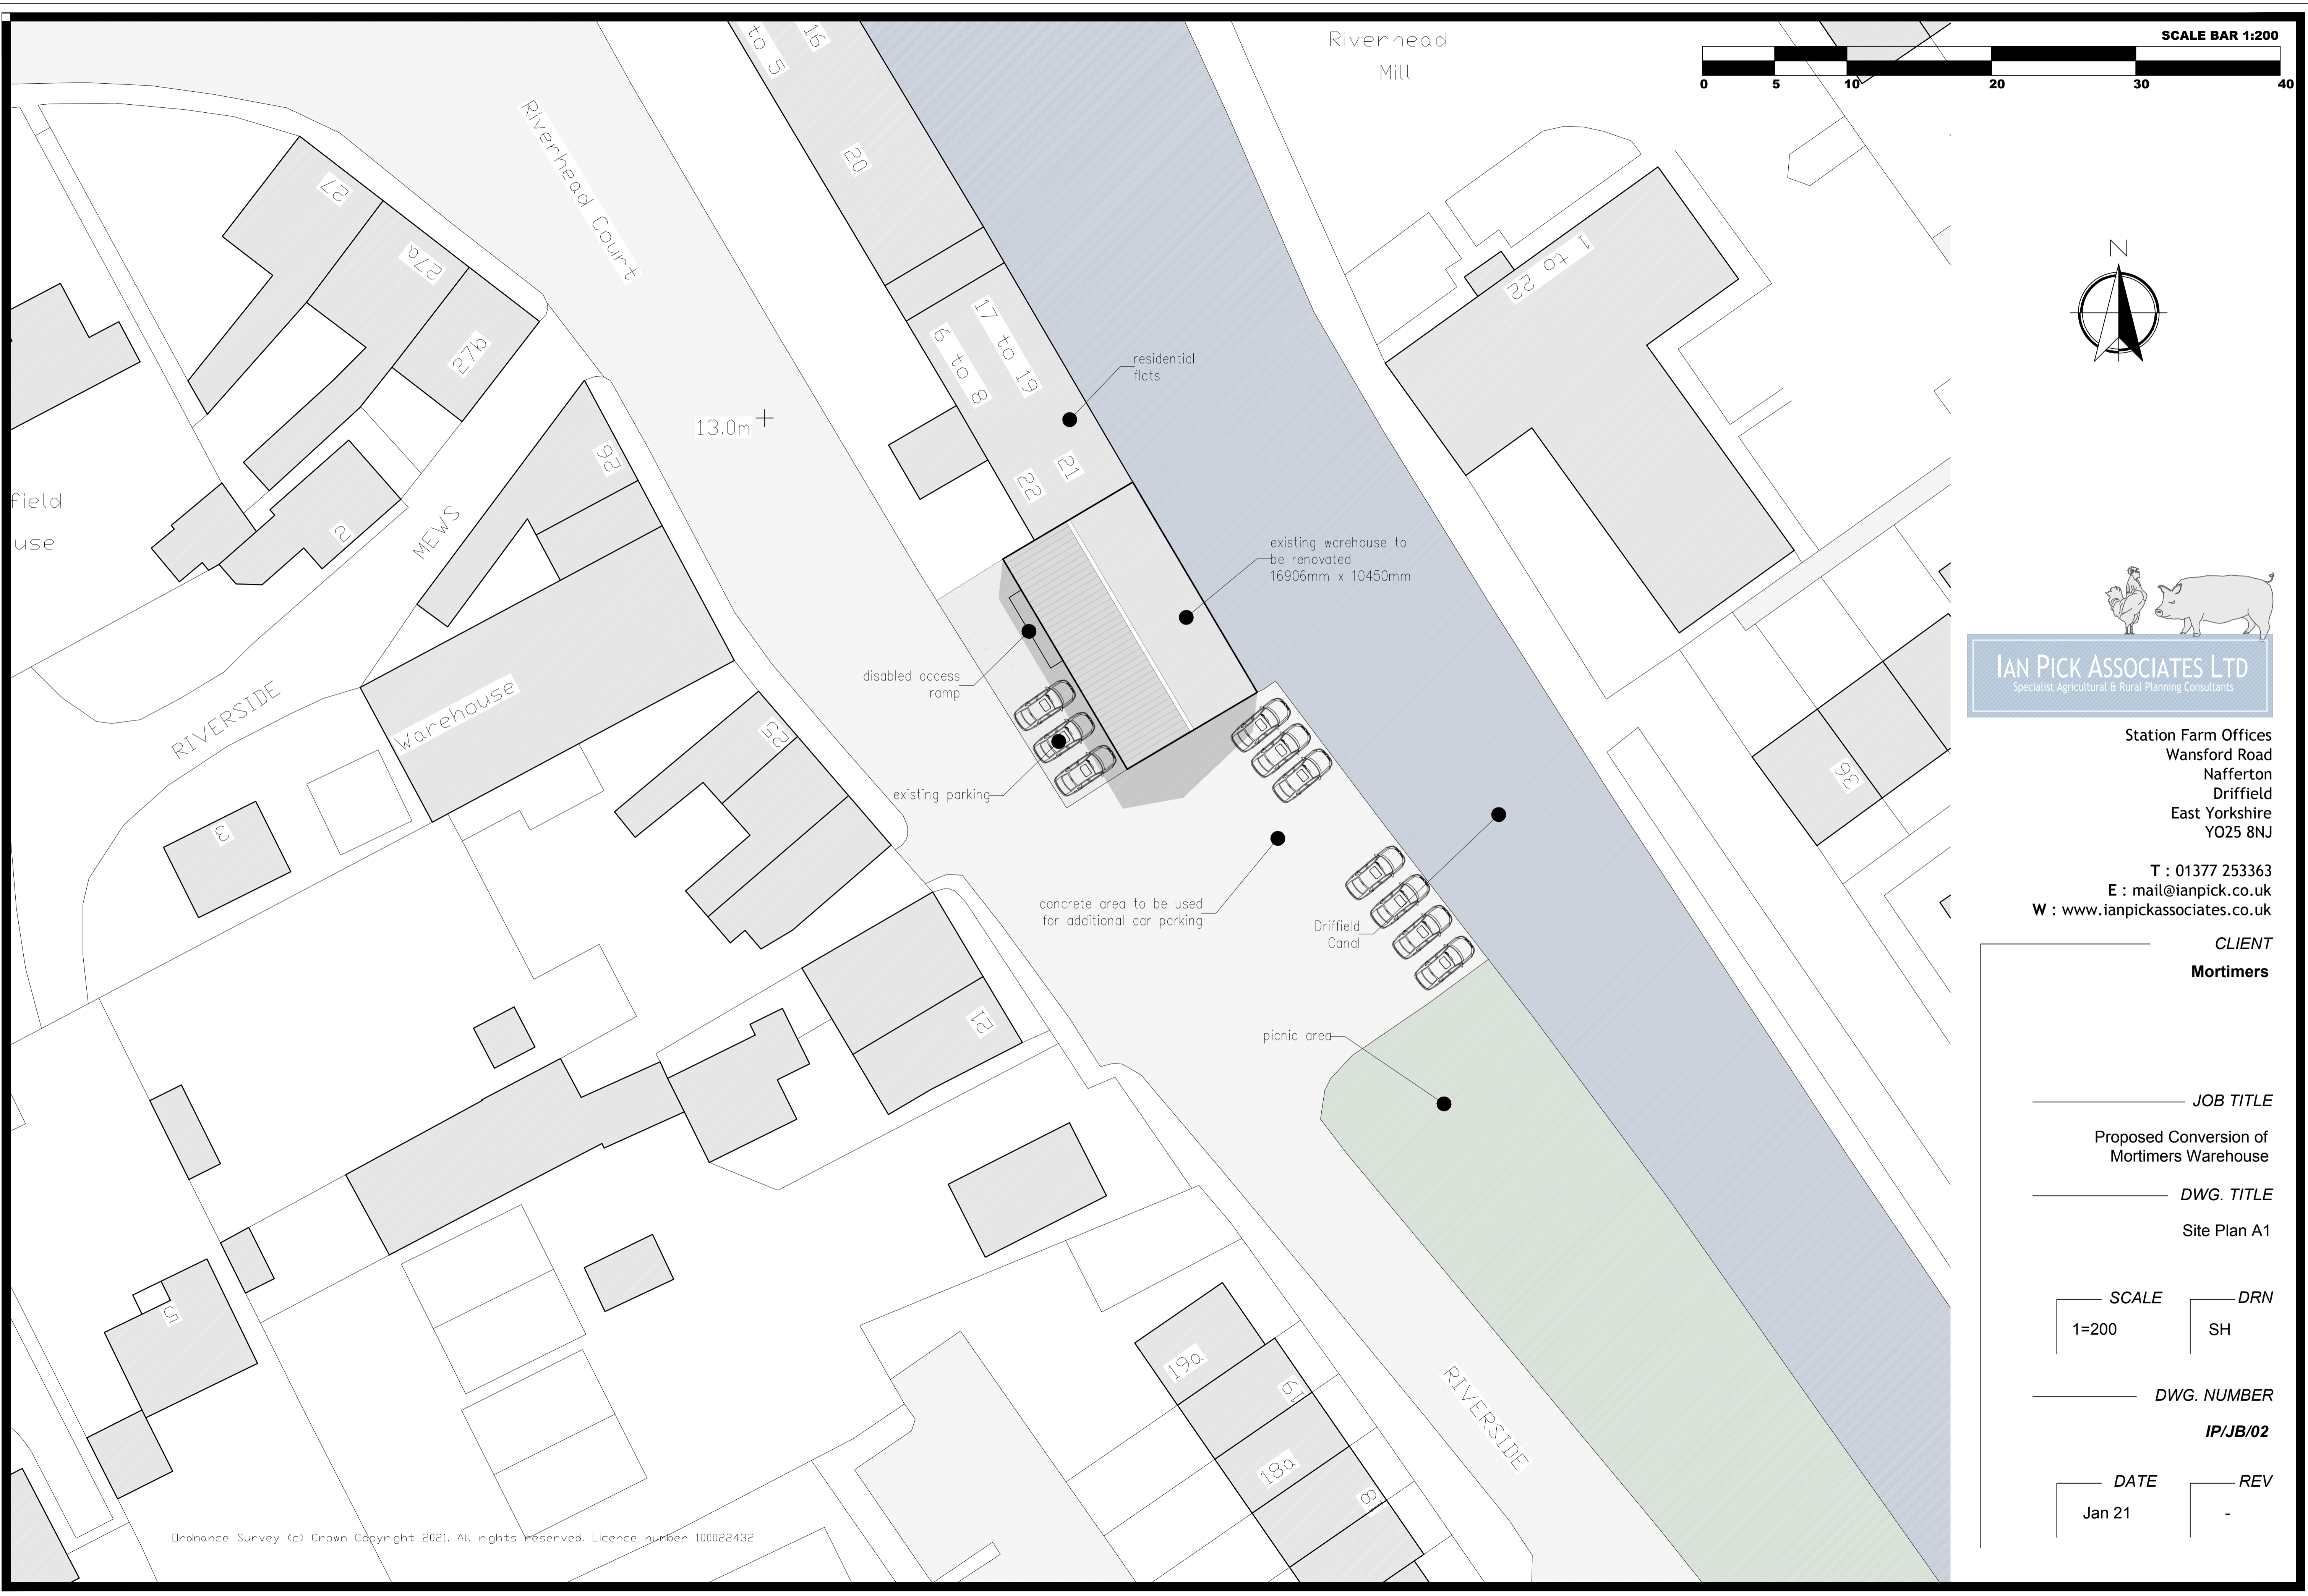 SCALE BAR 1:200
0 5 10 20 30 40
Riverhead
Mill
to 5
16
20
Riverhead Court
27
27a
27b
1 to 22
17 to 19
6 to 8
residential
flats
13.0m
26
21
22
field
use
MEWS
2
existing warehouse to
be renovated
16906mm x 10450mm
disabled access
ramp
RIVERSIDE
Warehouse
25
existing parking
3
36
concrete area to be used
for additional car parking
Driffield
Canal
21
picnic area
5
19a
19
18a
18
RIVERSIDE
Ordnance Survey (c) Crown Copyright 2021. All rights reserved. Licence number 100022432
N
IAN PICK ASSOCIATES LTD
Specialist Agricultural & Rural Planning Consultants
Station Farm Offices
Wansford Road
Nafferton
Driffield
East Yorkshire
YO25 8NJ
T : 01377 253363
E : mail@ianpick.co.uk
W : www.ianpickassociates.co.uk
CLIENT
Mortimers
JOB TITLE
Proposed Conversion of
Mortimers Warehouse
DWG. TITLE
Site Plan A1
SCALE DRN
1=200 SH
DWG. NUMBER
IP/JB/02
DATE REV
Jan 21 -